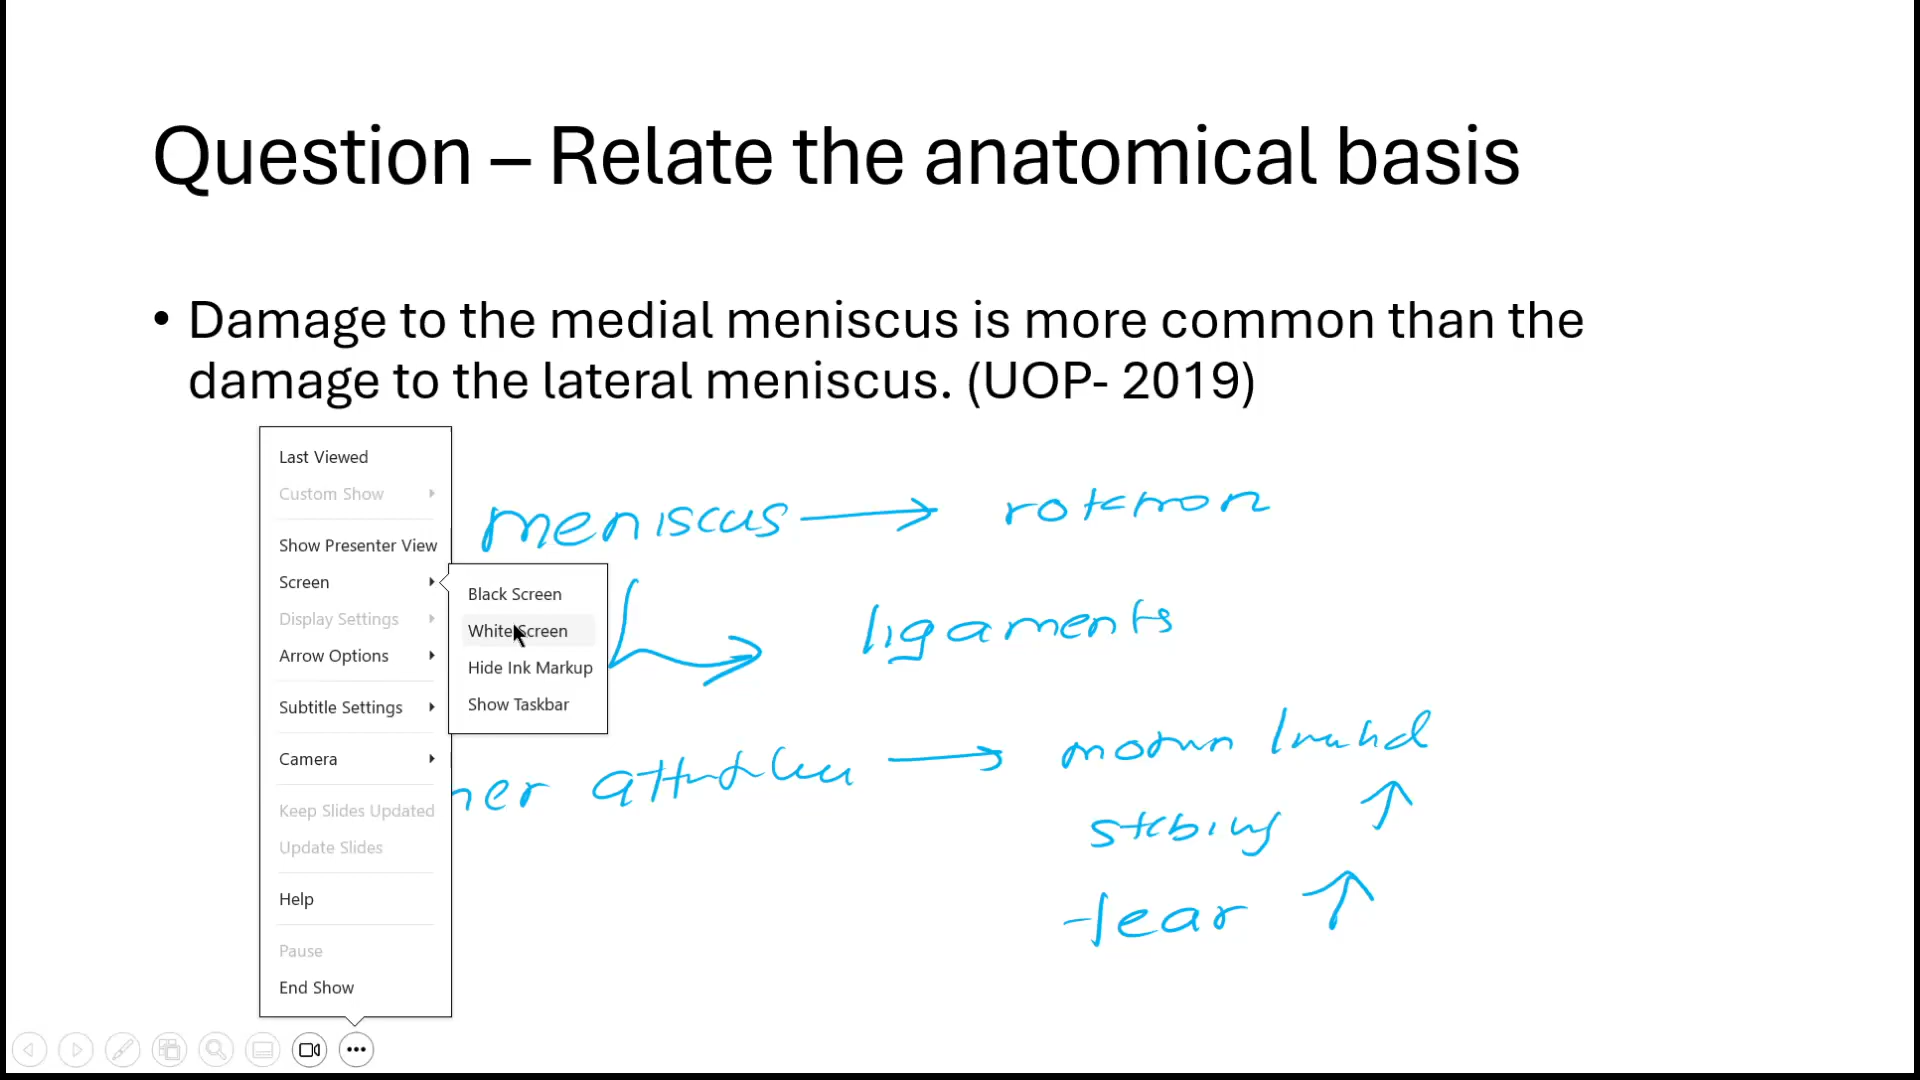 Question – Relate the anatomical basis
• Damage to the medial meniscus is more common than the
damage to the lateral meniscus. (UOP- 2019)
Last Viewed
Custom Show
Show Presenter View
Screen
Display Settings
Arrow Options
Subtitle Settings
Camera
Keep Slides Updated
Update Slides
Help
Pause
End Show
Black Screen
White Screen
Hide Ink Markup
Show Taskbar
meniscus → rotation
ligaments
→ motion
↑
tear ↑